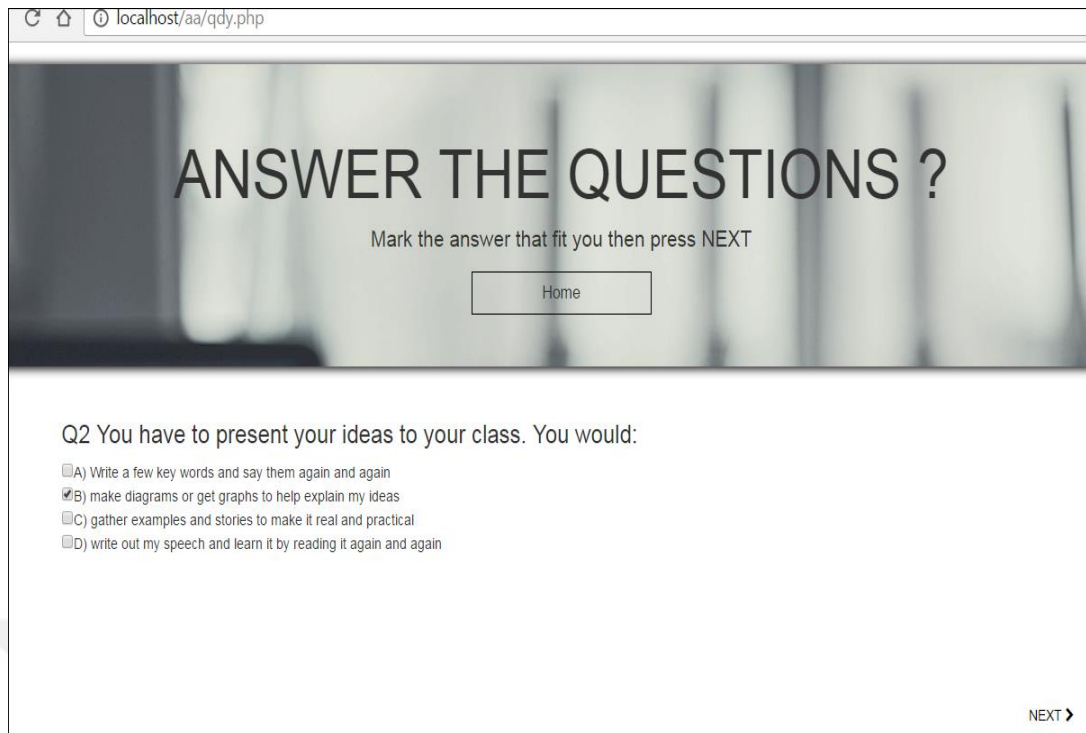 localhost/aa/qdy.php
ANSWER THE QUESTIONS ?
Mark the answer that fit you then press NEXT
Home
Q2 You have to present your ideas to your class. You would:
A) Write a few key words and say them again and again
B) make diagrams or get graphs to help explain my ideas
C) gather examples and stories to make it real and practical
D) write out my speech and learn it by reading it again and again
NEXT